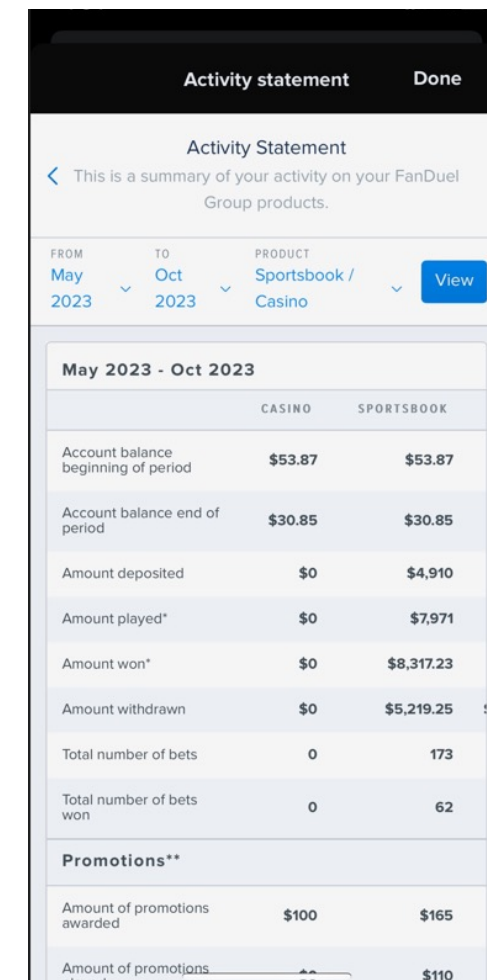 Activity statement Done
Activity Statement
This is a summary of your activity on your FanDuel
Group products.
FROM TO PRODUCT
May Oct Sportsbook / View
2023 2023 Casino
May 2023 - Oct 2023
CASINO SPORTSBOOK
Account balance
beginning of period $53.87 $53.87
Account balance end of
period $30.85 $30.85
Amount deposited $0 $4,910
Amount played* $0 $7,971
Amount won* $0 $8,317.23
Amount withdrawn $0 $5,219.25
Total number of bets 0 173
Total number of bets
won 0 62
Promotions**
Amount of promotions
awarded $100 $165
Amount of promotions
$110